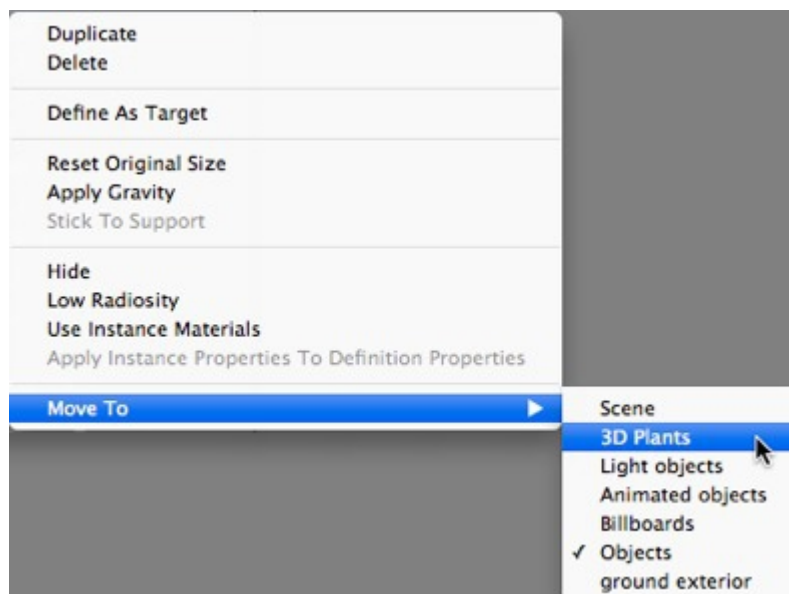 Duplicate
Delete
Define As Target
Reset Original Size
Apply Gravity
Stick To Support
Hide
Low Radiosity
Use Instance Materials
Apply Instance Properties To Definition Properties
Move To
Scene
3D Plants
Light objects
Animated objects
Billboards
✓ Objects
ground exterior